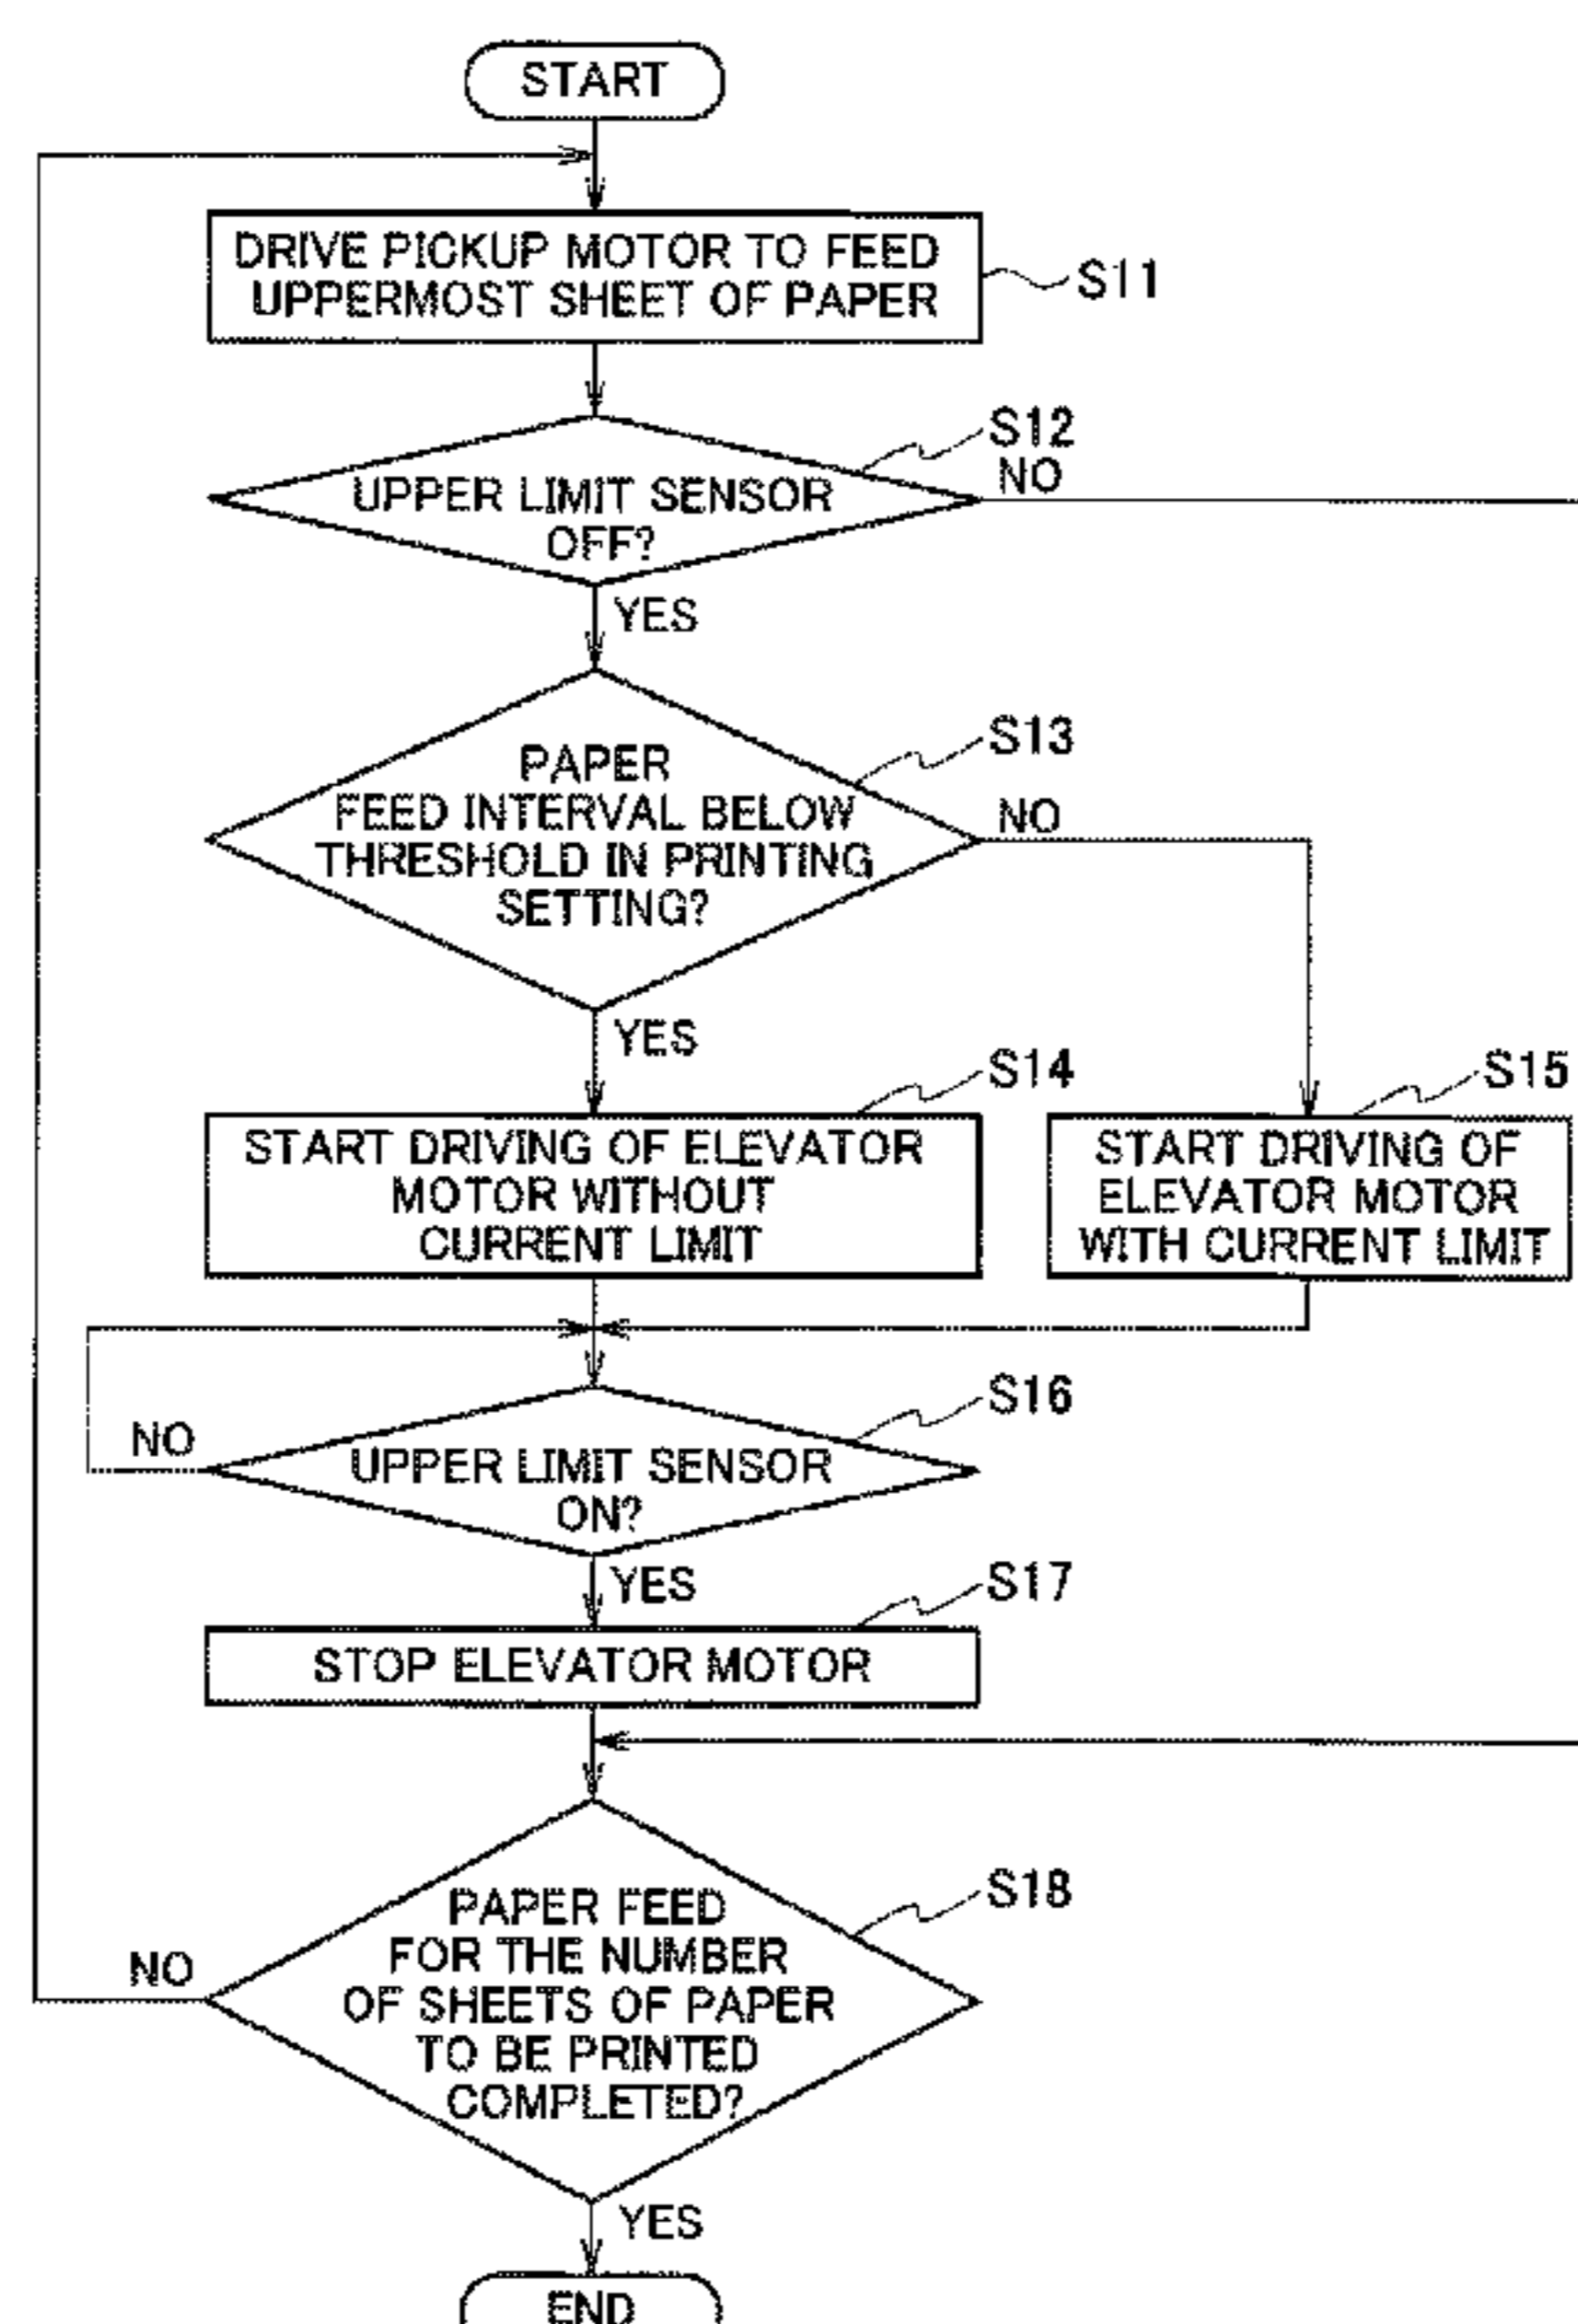 START
DRIVE PICKUP MOTOR TO FEED
UPPERMOST SHEET OF PAPER
S11
S12
NO
UPPER LIMIT SENSOR
OFF?
YES
S13
PAPER
FEED INTERVAL BELOW
THRESHOLD IN PRINTING
SETTING?
NO
YES
S14
S15
START DRIVING OF ELEVATOR
MOTOR WITHOUT
CURRENT LIMIT
START DRIVING OF
ELEVATOR MOTOR
WITH CURRENT LIMIT
S16
NO
UPPER LIMIT SENSOR
ON?
YES
S17
STOP ELEVATOR MOTOR
S18
PAPER FEED
FOR THE NUMBER
OF SHEETS OF PAPER
TO BE PRINTED
COMPLETED?
NO
YES
END